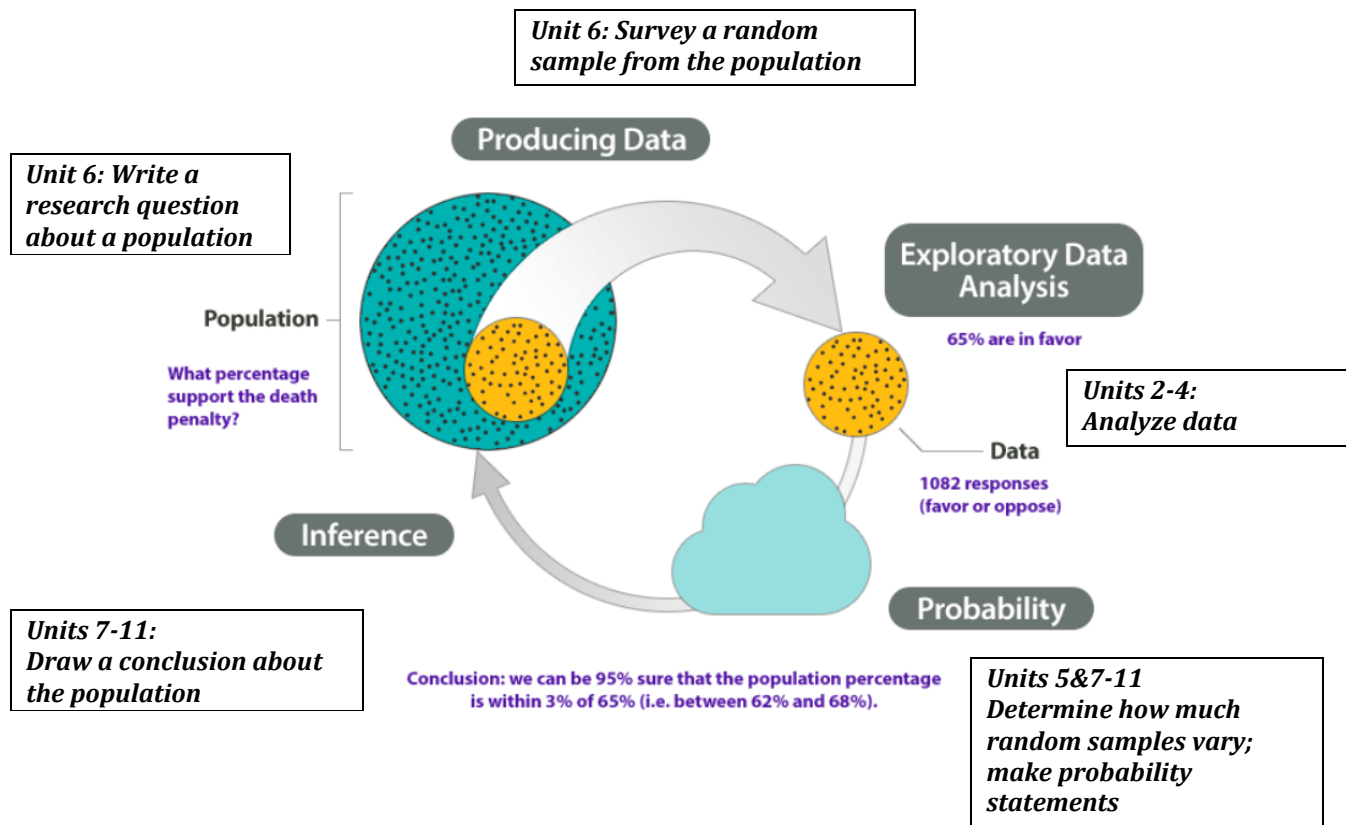 Unit 6: Survey a random
sample from the population
Producing Data
Unit 6: Write a
research question
about a population
Exploratory Data
Analysis
Population
65% are in favor
What percentage
support the death
penalty?
Units 2-4:
Analyze data
Data
1082 responses
(favor or oppose)
Inference
Probability
Units 7-11:
Draw a conclusion about
the population
Conclusion: we can be 95% sure that the population percentage
is within 3% of 65% (i.e. between 62% and 68%).
Units 5&7-11
Determine how much
random samples vary;
make probability
statements